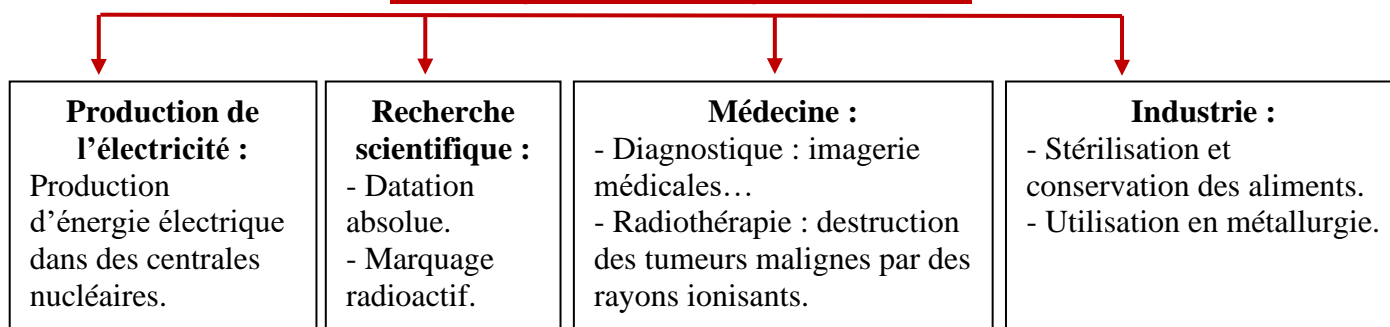 Production de
l’électricité :
Production
d’énergie électrique
dans des centrales
nucléaires.
Recherche
scientifique :
- Datation
absolue.
- Marquage
radioactif.
Médecine :
- Diagnostique : imagerie
médicales…
- Radiothérapie : destruction
des tumeurs malignes par des
rayons ionisants.
Industrie :
- Stérilisation et
conservation des aliments.
- Utilisation en métallurgie.